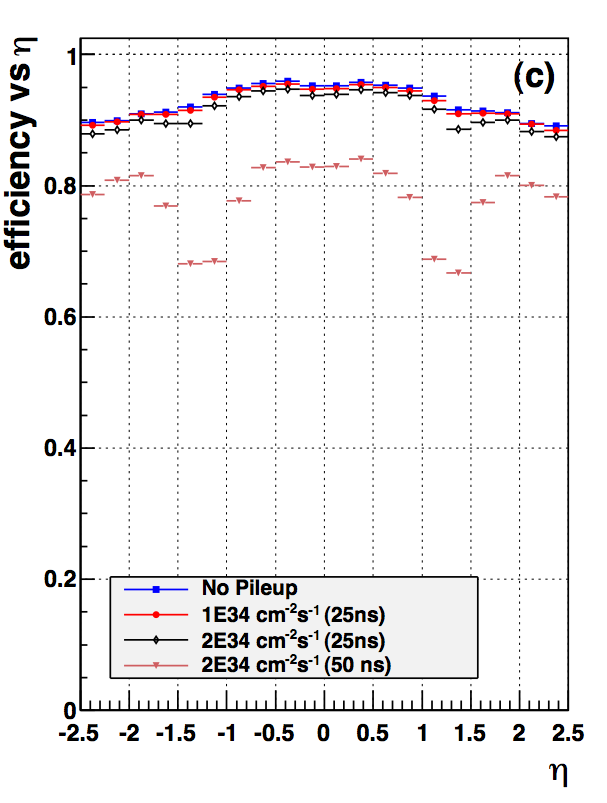 efficiency vs η
(c)
1
0.8
0.6
0.4
0.2
0
No Pileup
1E34 cm⁻²s⁻¹ (25ns)
2E34 cm⁻²s⁻¹ (25ns)
2E34 cm⁻²s⁻¹ (50 ns)
-2.5 -2 -1.5 -1 -0.5 0 0.5 1 1.5 2 2.5
η